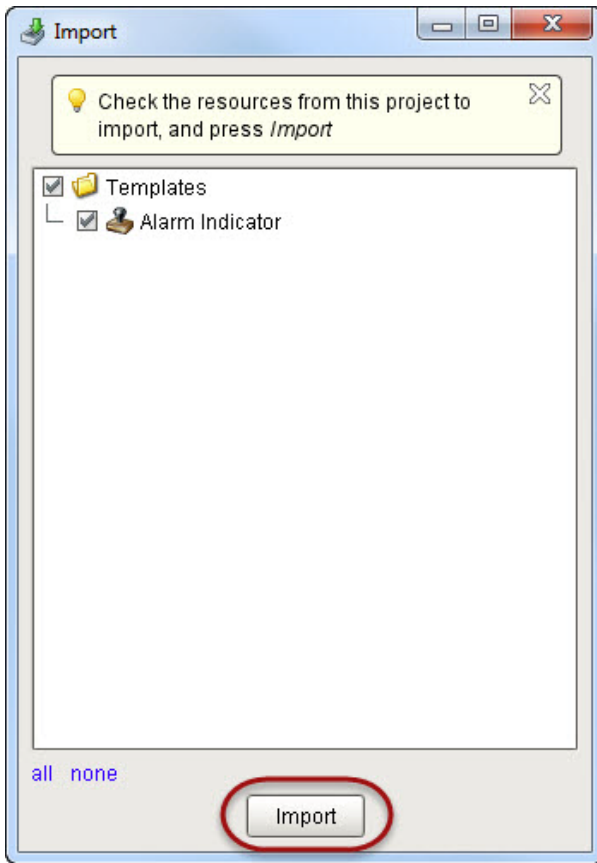 Import
Check the resources from this project to
import, and press Import
Templates
Alarm Indicator
all none
Import